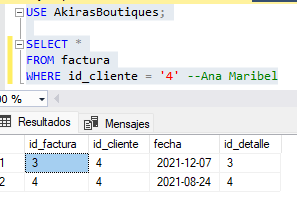 USE AkirasBoutiques;
SELECT *
FROM factura
WHERE id_cliente = '4' --Ana Maribel
00 %
Resultados Mensajes
id_factura id_cliente fecha id_detalle
1 3 4 2021-12-07 3
2 4 4 2021-08-24 4